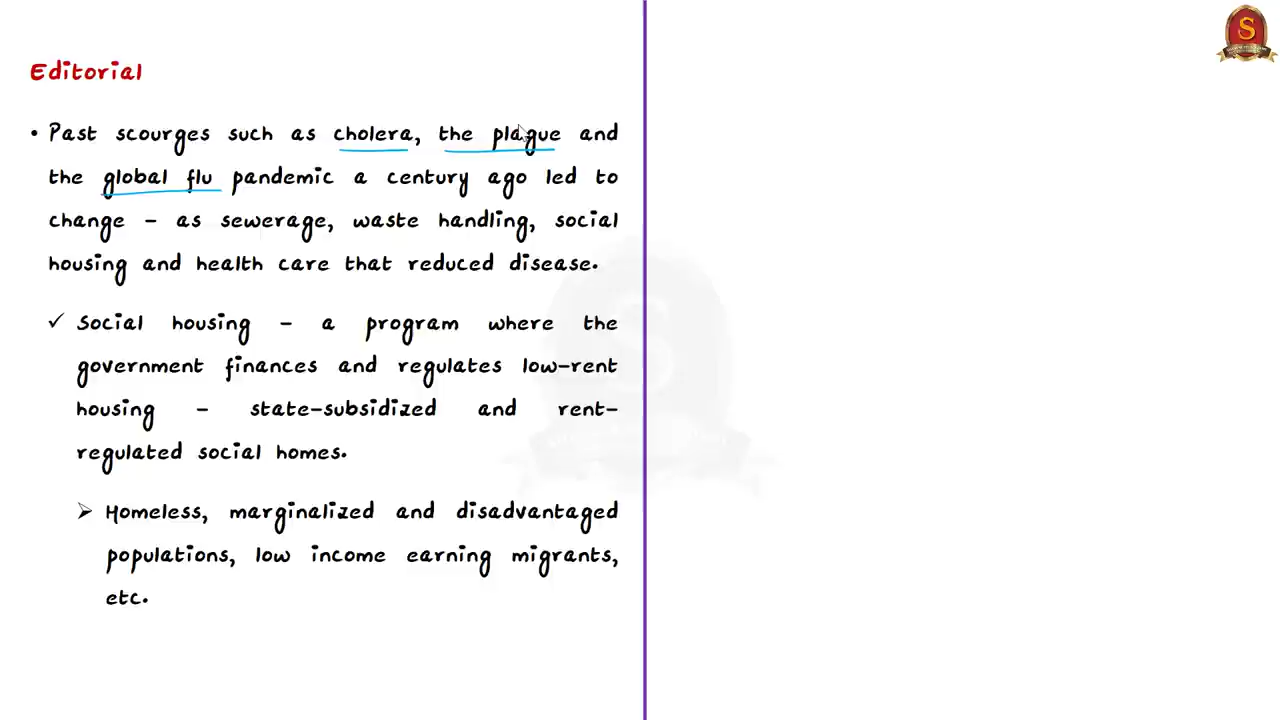 S
Editorial
• Past scourges such as cholera, the plague and
the global flu pandemic a century ago led to
change – as sewerage, waste handling, social
housing and health care that reduced disease.
✓ Social housing – a program where the
government finances and regulates low-rent
housing – state-subsidized and rent-
regulated social homes.
➢ Homeless, marginalized and disadvantaged
populations, low income earning migrants,
etc.